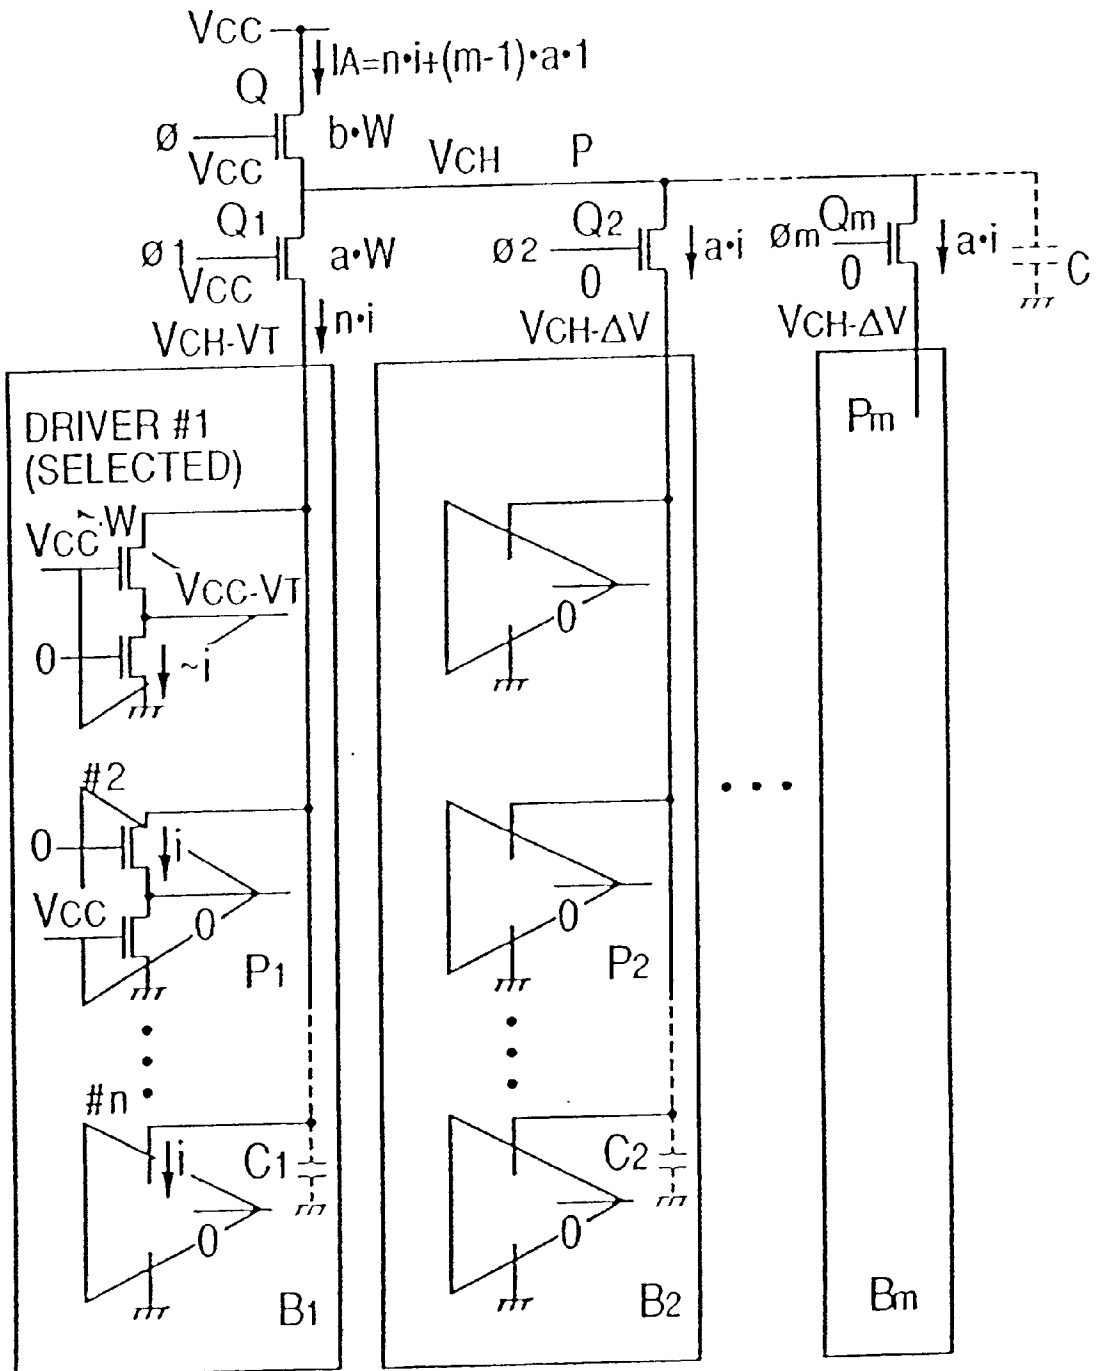 VCC
IA=n•i+(m-1)•a•1
Q
ø
b•W
VCC
VCH
P
Q1
ø1
a•W
VCC
n•i
VCH-VT
Q2
ø2
a•i
0
VCH-ΔV
Qm
øm
a•i
0
C
VCH-ΔV
DRIVER #1
(SELECTED)
W
VCC
VCC-VT
0
~i
#2
0
i
VCC
0
P1
#n
i
C1
0
B1
0
0
P2
C2
0
B2
Pm
Bm